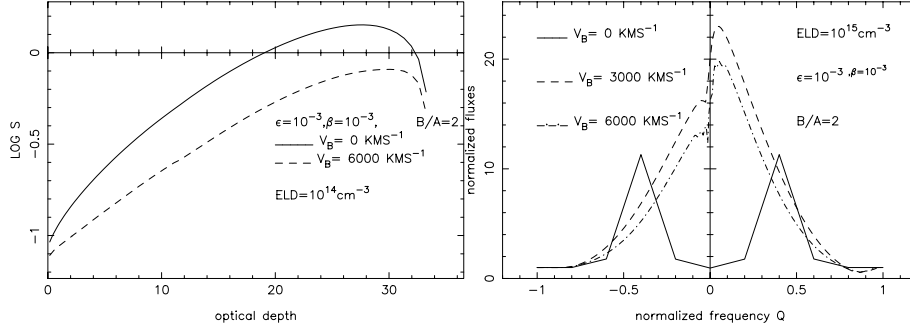 LOG S
0
−0.5
−1
0 10 20 30
optical depth
ϵ=10⁻³,β=10⁻³, B/A=2
V_B= 0 KMS⁻¹
V_B= 6000 KMS⁻¹
ELD=10¹⁴cm⁻³
normalized fluxes
20
10
0
−1 −0.5 0 0.5 1
normalized frequency Q
V_B= 0 KMS⁻¹ ELD=10¹⁵cm⁻³
V_B= 3000 KMS⁻¹ ϵ=10⁻³ ,β=10⁻³
V_B= 6000 KMS⁻¹ B/A=2